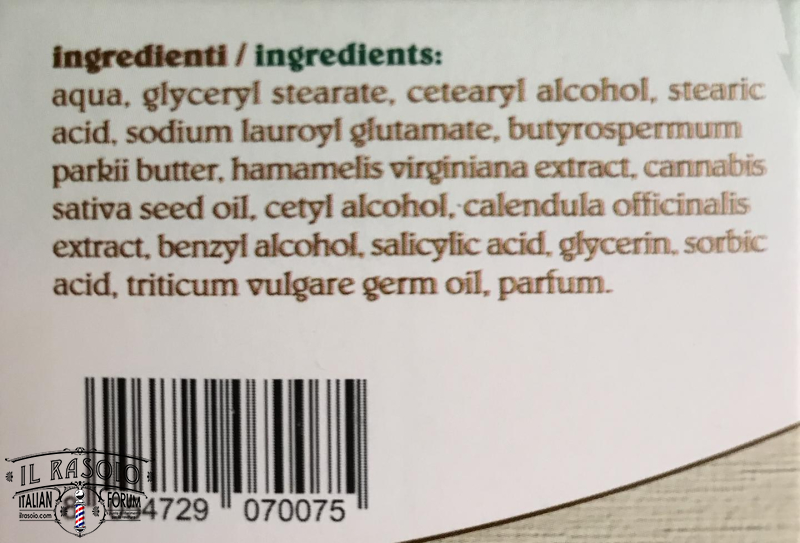 ingredienti / ingredients:
aqua, glyceryl stearate, cetearyl alcohol, stearic
acid, sodium lauroyl glutamate, butyrospermum
parkii butter, hamamelis virginiana extract, cannabis
sativa seed oil, cetyl alcohol, calendula officinalis
extract, benzyl alcohol, salicylic acid, glycerin, sorbic
acid, triticum vulgare germ oil, parfum.
070075
IL RASOIO
ITALIAN FORUM
ilrasoio.com